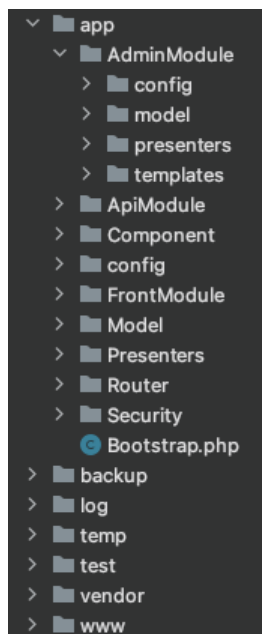 app
AdminModule
config
model
presenters
templates
ApiModule
Component
config
FrontModule
Model
Presenters
Router
Security
C Bootstrap.php
backup
log
temp
test
vendor
www